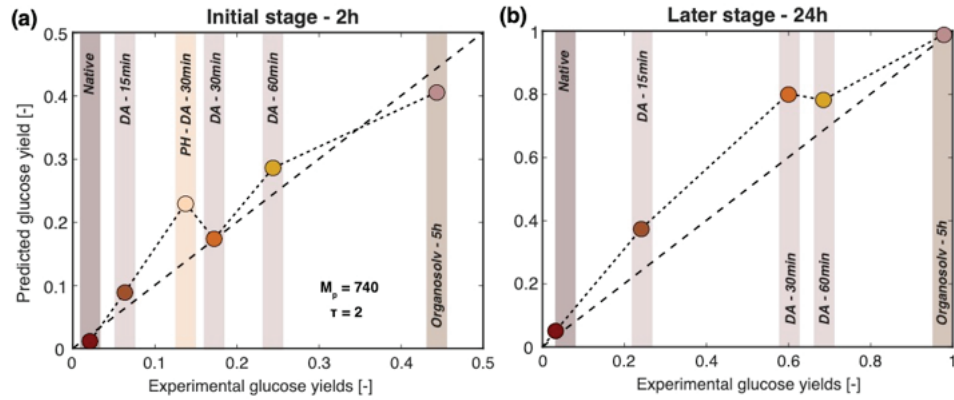 (a)
Initial stage - 2h
Predicted glucose yield [-]
0.5
0.4
0.3
0.2
0.1
0
Native
DA - 15min
PH - DA - 30min
DA - 30min
DA - 60min
Organosolv - 5h
Mp = 740
τ = 2
0
0.1
0.2
0.3
0.4
0.5
Experimental glucose yields [-]
(b)
Later stage - 24h
1
0.8
0.6
0.4
0.2
0
Native
DA - 15min
DA - 30min
DA - 60min
Organosolv - 5h
0
0.2
0.4
0.6
0.8
1
Experimental glucose yields [-]